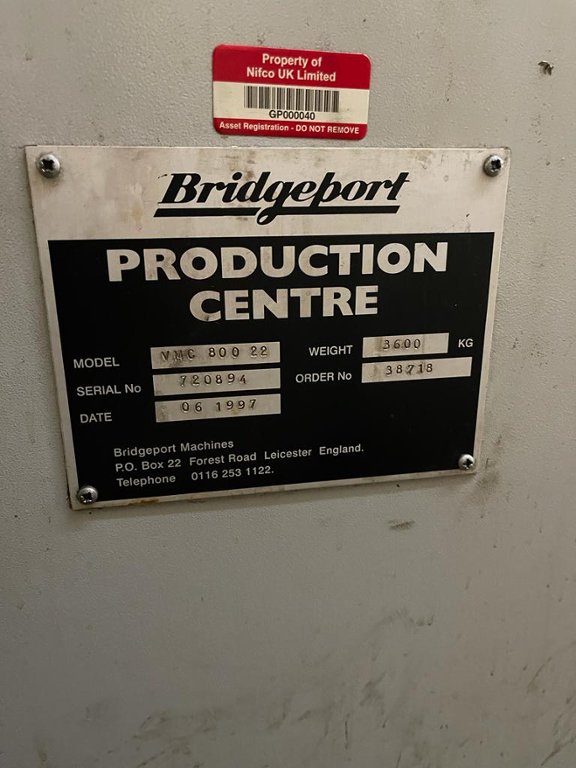 Property of
Nifco UK Limited
GP000040
Asset Registration - DO NOT REMOVE
Bridgeport
PRODUCTION
CENTRE
MODEL VMC 800 22 WEIGHT 3600 KG
SERIAL No 720894 ORDER No 38718
DATE 06 1997
Bridgeport Machines
P.O. Box 22 Forest Road Leicester England.
Telephone 0116 253 1122.